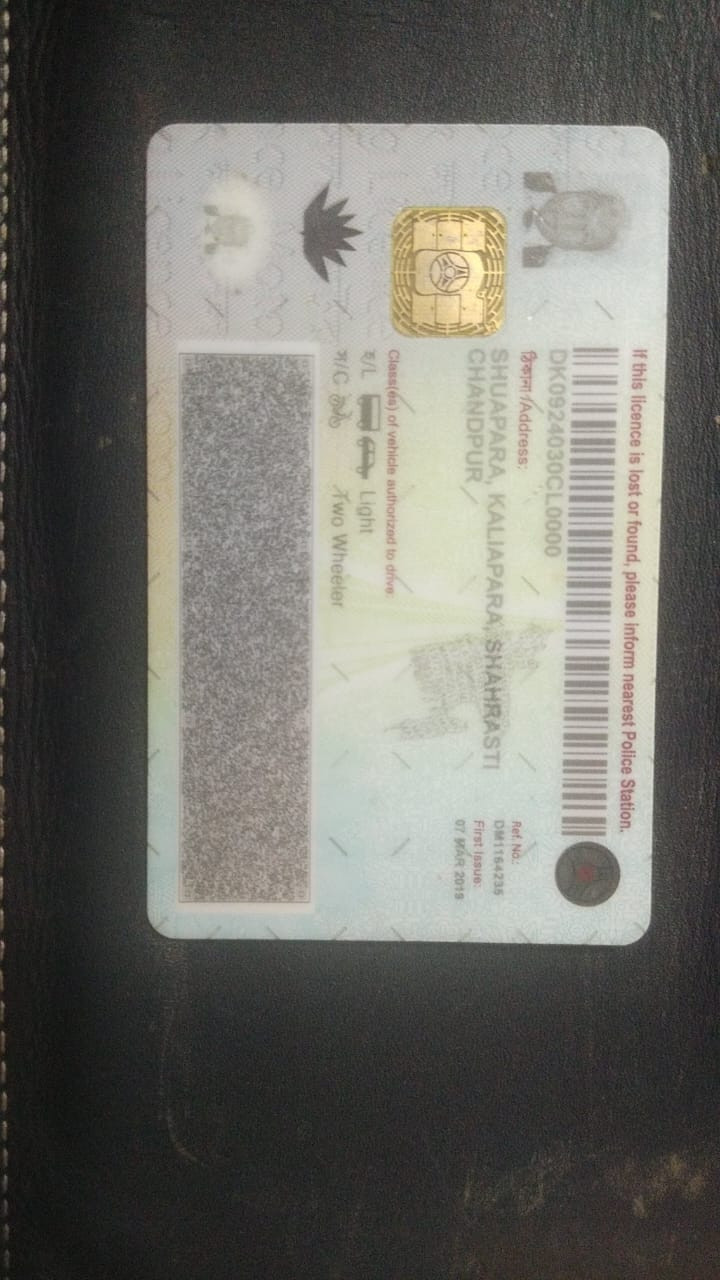 If this licence is lost or found, please inform nearest Police Station.
DK0924030CL0000
ঠিকানা/Address:
SHUAPARA, KALIAPARA, SHAHRASTI
CHANDPUR
Ref. No.:
DM1164235
First Issue:
07 MAR 2019
Class(es) of vehicle authorized to drive:
হ/L Light
ম/C Two Wheeler